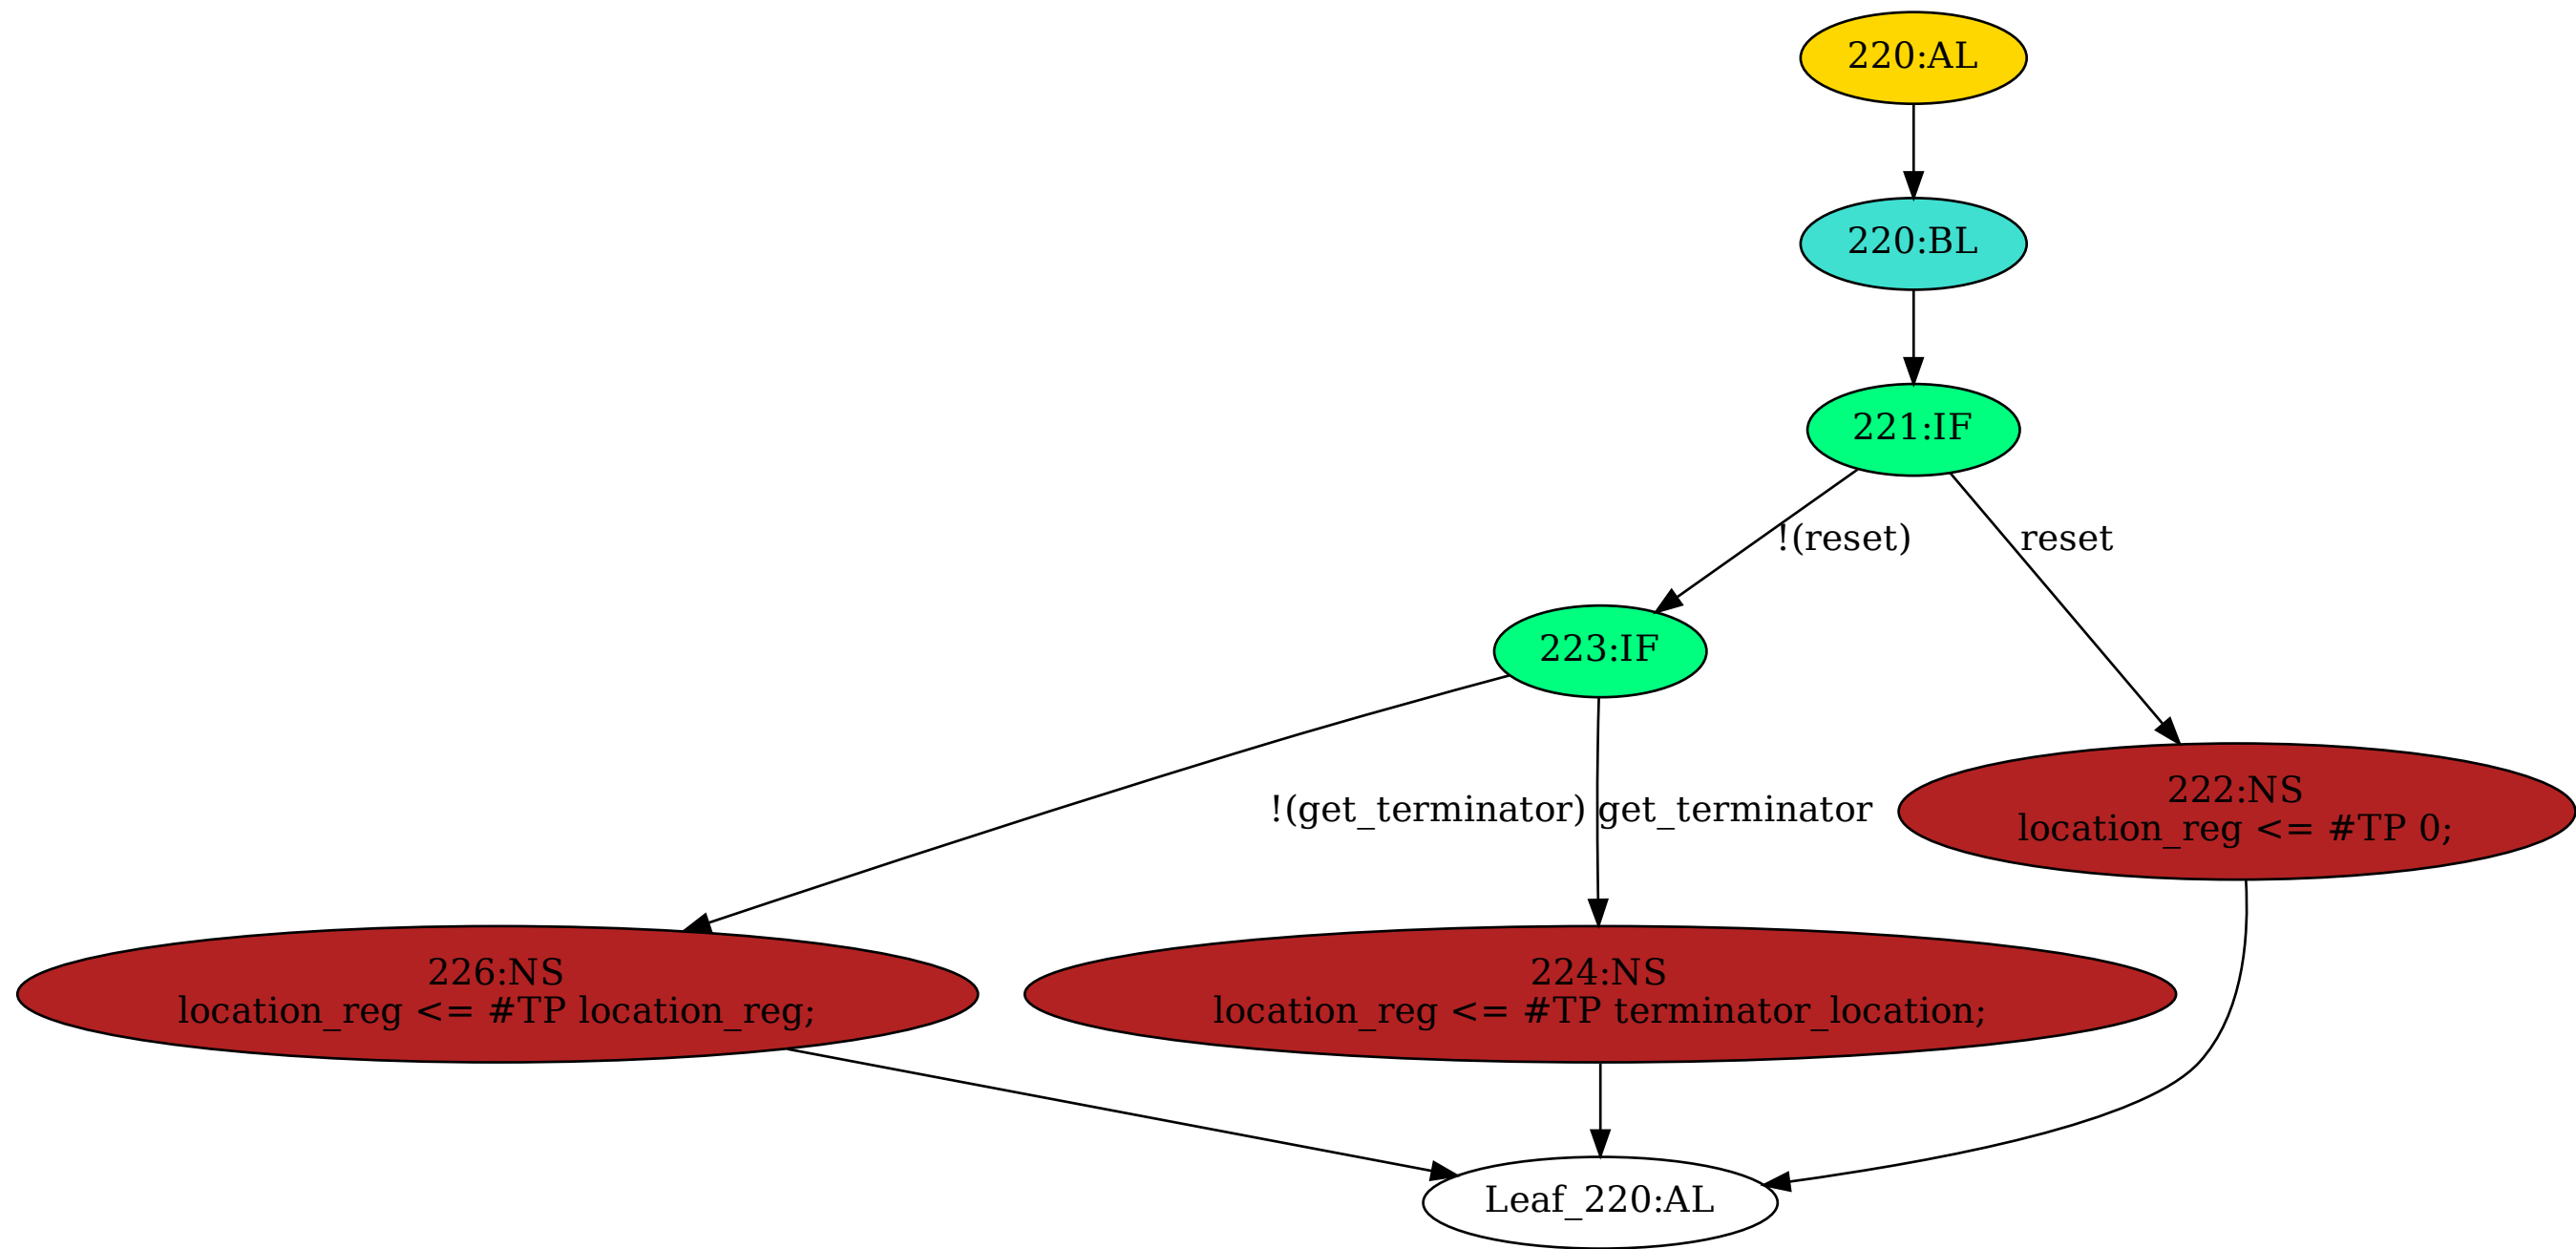 220:AL
220:BL
221:IF
!(reset)
reset
223:IF
!(get_terminator)
get_terminator
222:NS
location_reg <= #TP 0;
226:NS
location_reg <= #TP location_reg;
224:NS
location_reg <= #TP terminator_location;
Leaf_220:AL